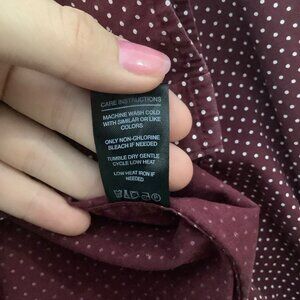 CARE INSTRUCTIONS
MACHINE WASH COLD
WITH SIMILAR OR LIKE
COLORS
ONLY NON-CHLORINE
BLEACH IF NEEDED
TUMBLE DRY GENTLE
CYCLE LOW HEAT
LOW HEAT IRON IF
NEEDED